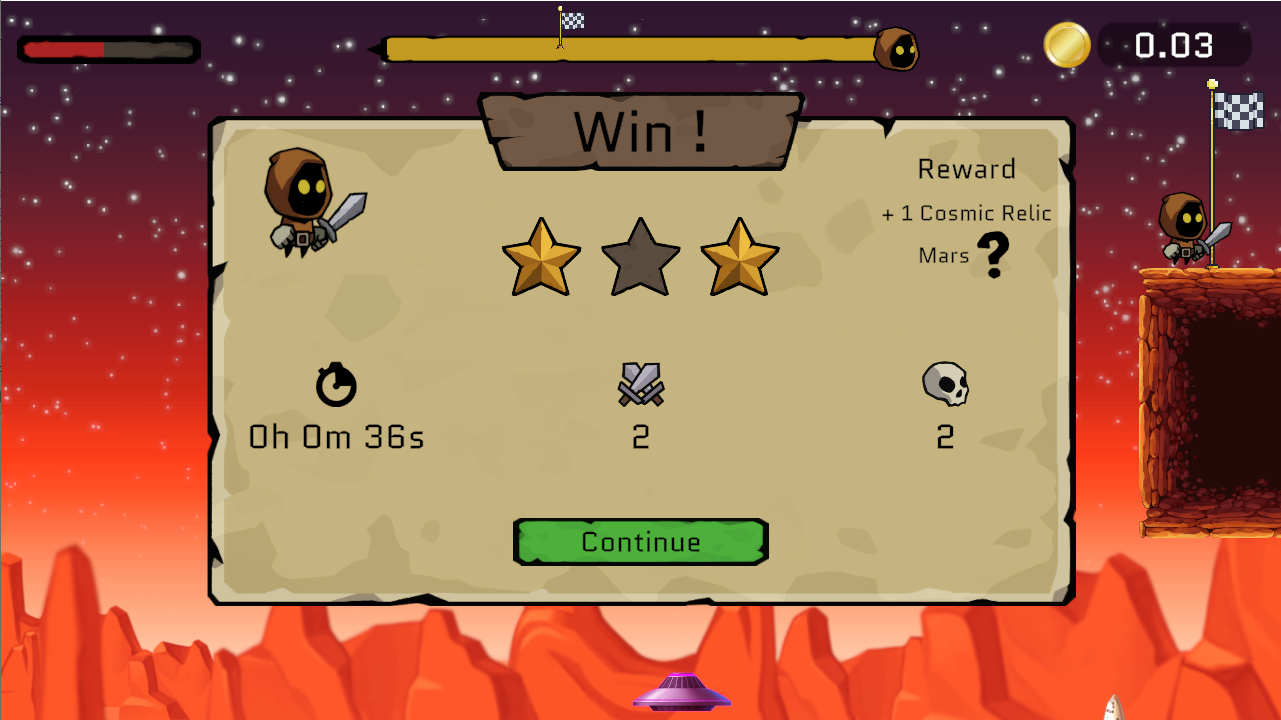 0.03
Win !
Reward
+ 1 Cosmic Relic
Mars ?
0h 0m 36s
2
2
Continue